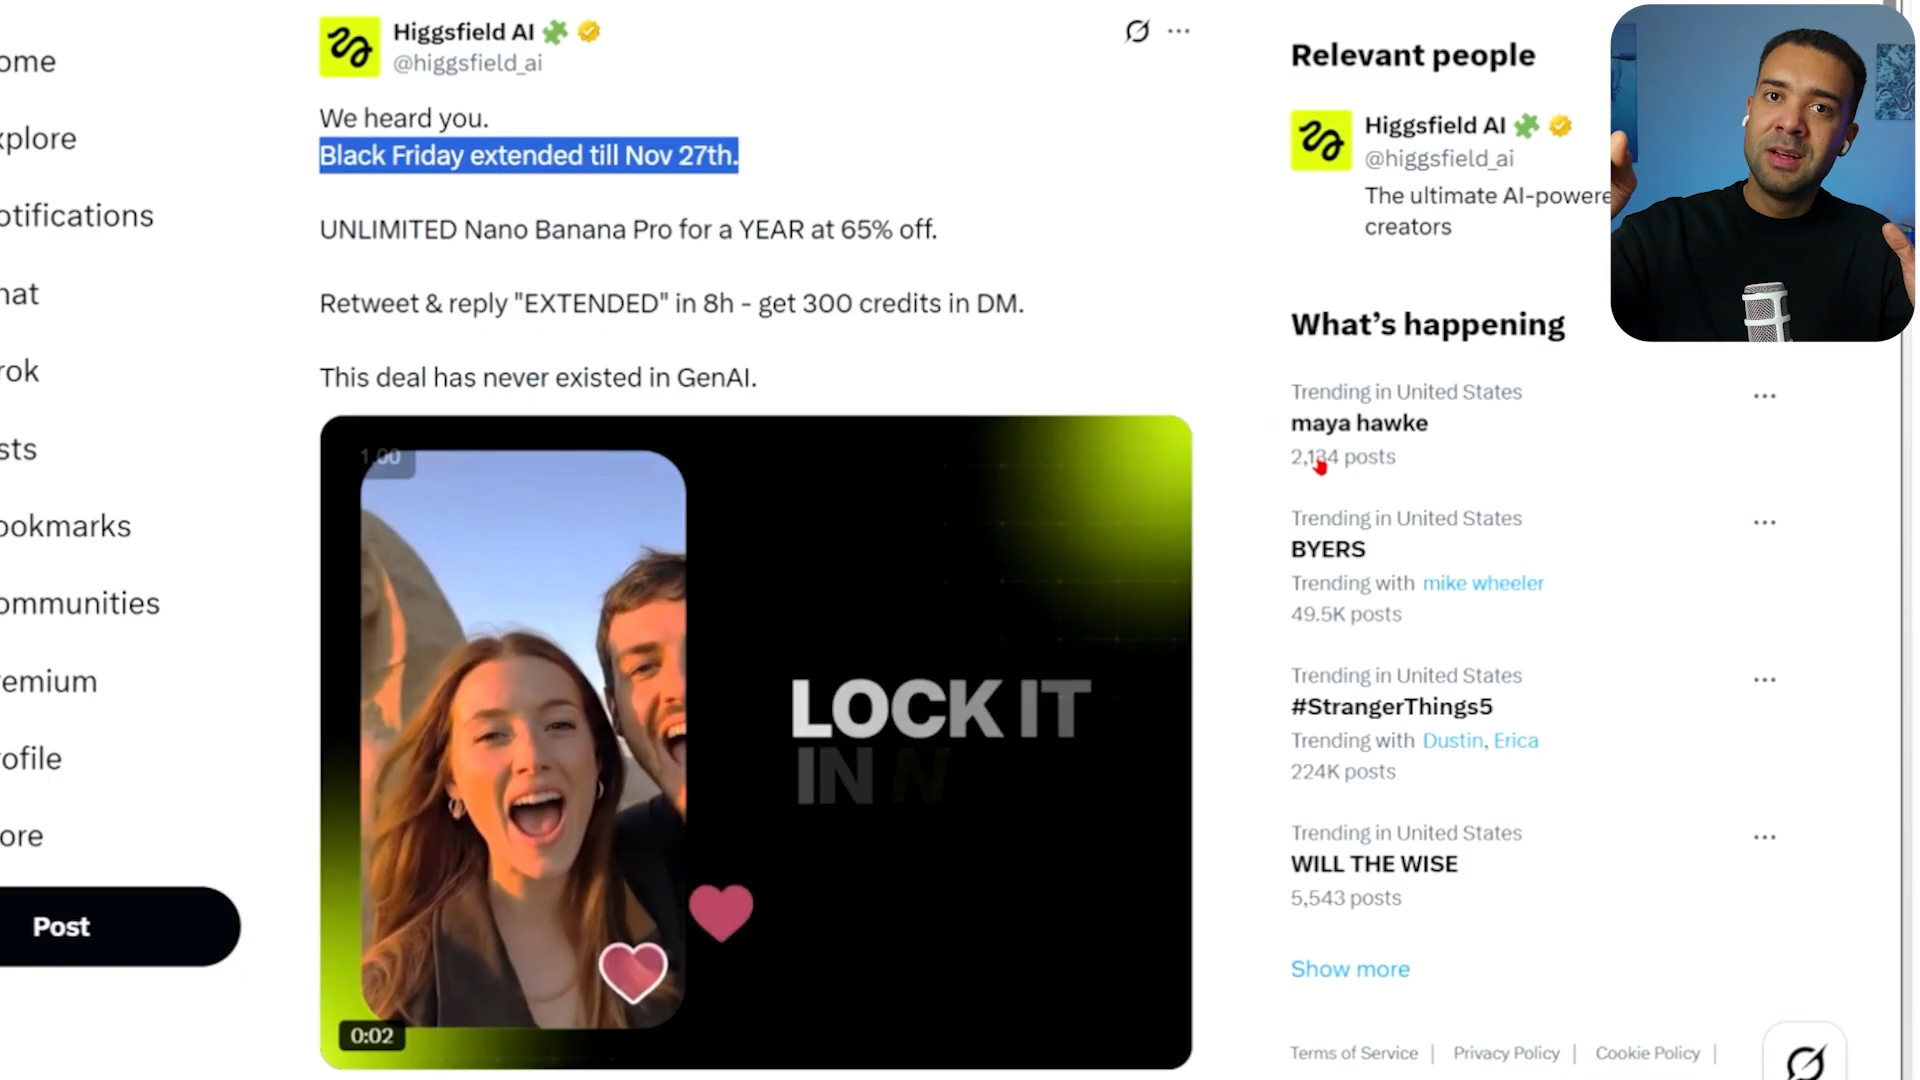 ome
xplore
otifications
hat
rok
sts
ookmarks
ommunities
remium
rofile
ore
Post
Higgsfield AI
@higgsfield_ai
We heard you.
Black Friday extended till Nov 27th.
UNLIMITED Nano Banana Pro for a YEAR at 65% off.
Retweet & reply "EXTENDED" in 8h - get 300 credits in DM.
This deal has never existed in GenAI.
1.00
LOCK IT
IN N
0:02
Relevant people
Higgsfield AI
@higgsfield_ai
The ultimate AI-powere
creators
What's happening
Trending in United States
maya hawke
2,134 posts
Trending in United States
BYERS
Trending with mike wheeler
49.5K posts
Trending in United States
#StrangerThings5
Trending with Dustin, Erica
224K posts
Trending in United States
WILL THE WISE
5,543 posts
Show more
Terms of Service | Privacy Policy | Cookie Policy |